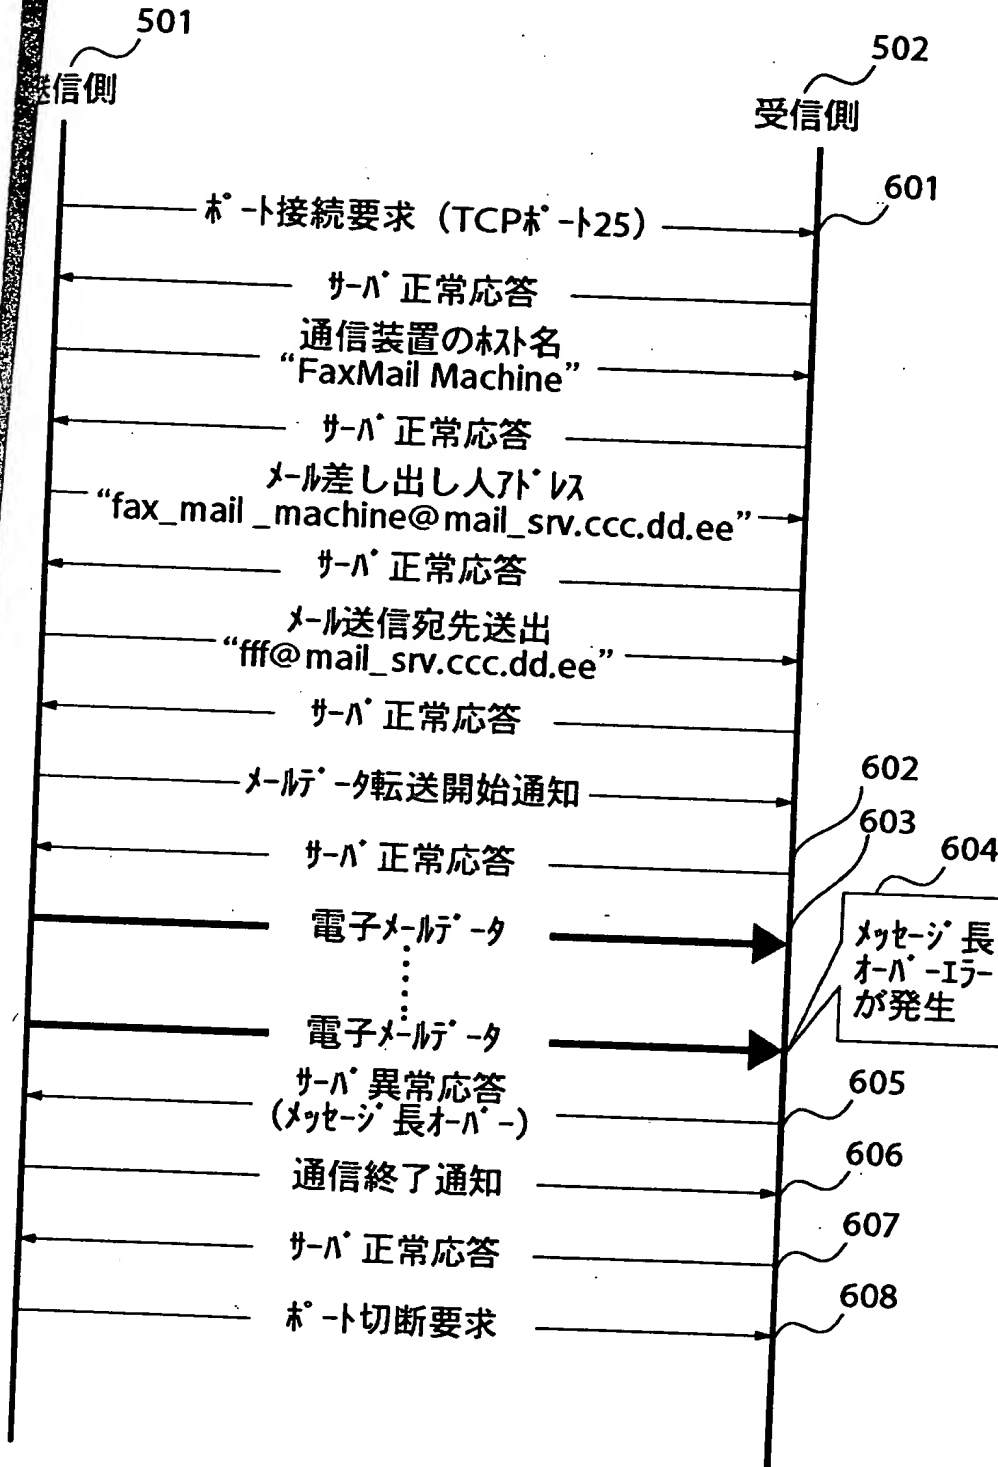 501
送信側
502
受信側
601
ポート接続要求（TCPポート25）
サーバ正常応答
通信装置のホスト名
“FaxMail Machine”
サーバ正常応答
メール差し出し人アドレス
“fax_mail _machine@mail_srv.ccc.dd.ee”
サーバ正常応答
メール送信宛先送出
“fff@mail_srv.ccc.dd.ee”
サーバ正常応答
メールデータ転送開始通知
602
サーバ正常応答
603
604
電子メールデータ
メッセージ長
オーバーエラー
が発生
電子メールデータ
サーバ異常応答
(メッセージ長オーバー)
605
通信終了通知
606
サーバ正常応答
607
ポート切断要求
608